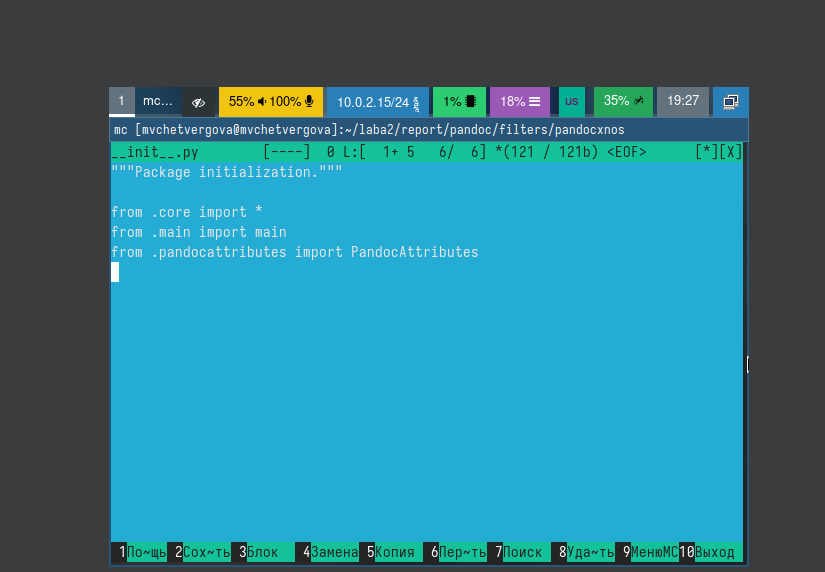 1 mc... 55% 100% 10.0.2.15/24 1% 18% us 35% 19:27
mc [mvchetvergova@mvchetvergova]:~/laba2/report/pandoc/filters/pandocxnos
__init__.py [----] 0 L:[ 1+ 5 6/ 6] *(121 / 121b) <EOF> [*][X]
"""Package initialization."""
from .core import *
from .main import main
from .pandocattributes import PandocAttributes
1По~щь 2Сох~ть 3Блок 4Замена 5Копия 6Пер~ть 7Поиск 8Уда~ть 9МенюMC 10Выход